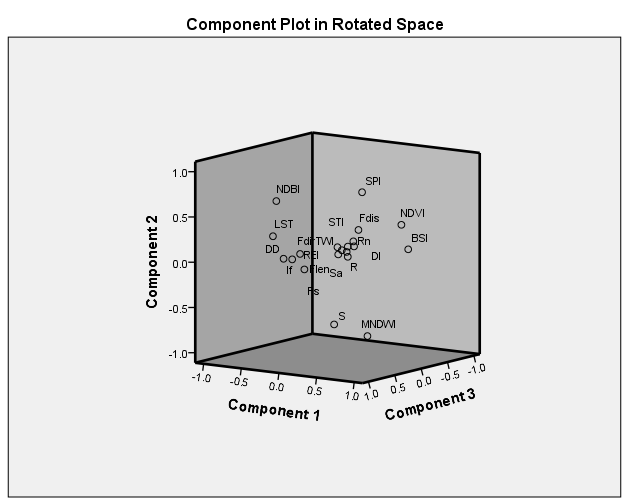 Component Plot in Rotated Space
Component 2
1.0
0.5
0.0
-0.5
-1.0
NDBI
SPI
LST
STI
Fdis
NDVI
Fdir
TWI
Rn
BSI
DD
REI
DI
If
Flen
Sa
R
Fs
S
MNDWI
-1.0
-0.5
0.0
0.5
1.0
1.0
0.5
0.0
-0.5
-1.0
Component 1
Component 3